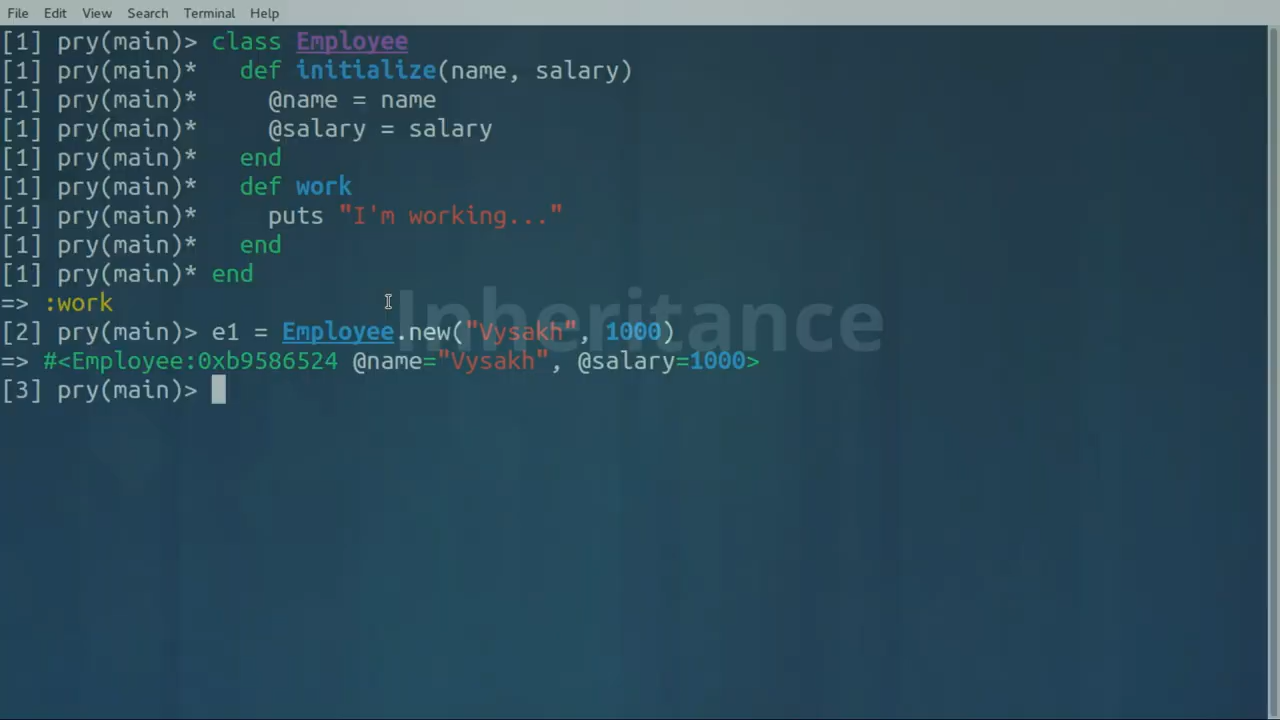 File Edit View Search Terminal Help
[1] pry(main)> class Employee
[1] pry(main)*   def initialize(name, salary)
[1] pry(main)*     @name = name
[1] pry(main)*     @salary = salary
[1] pry(main)*   end
[1] pry(main)*   def work
[1] pry(main)*     puts "I'm working..."
[1] pry(main)*   end
[1] pry(main)* end
=> :work
Inheritance
[2] pry(main)> e1 = Employee.new("Vysakh", 1000)
=> #<Employee:0xb9586524 @name="Vysakh", @salary=1000>
[3] pry(main)>